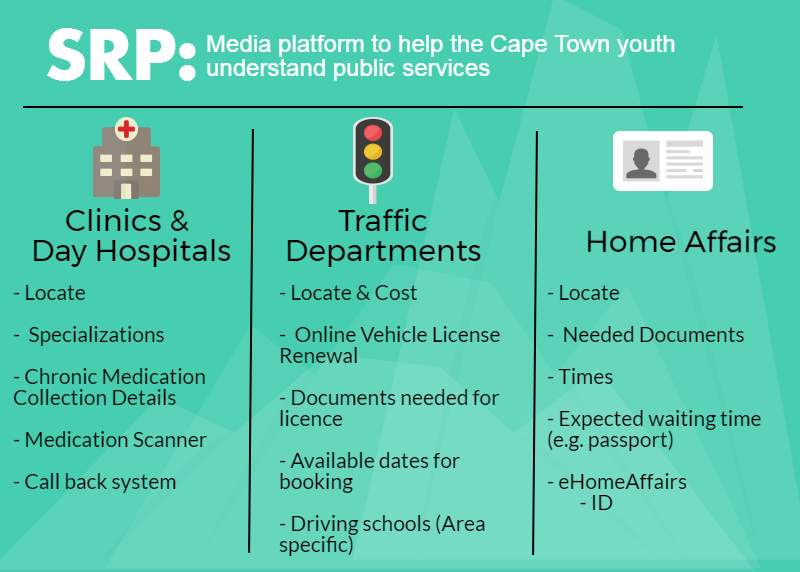 SRP: Media platform to help the Cape Town youth
understand public services
Clinics &
Day Hospitals
- Locate
- Specializations
- Chronic Medication
Collection Details
- Medication Scanner
- Call back system
Traffic
Departments
- Locate & Cost
- Online Vehicle License
Renewal
- Documents needed for
licence
- Available dates for
booking
- Driving schools (Area
specific)
Home Affairs
- Locate
- Needed Documents
- Times
- Expected waiting time
(e.g. passport)
- eHomeAffairs
- ID